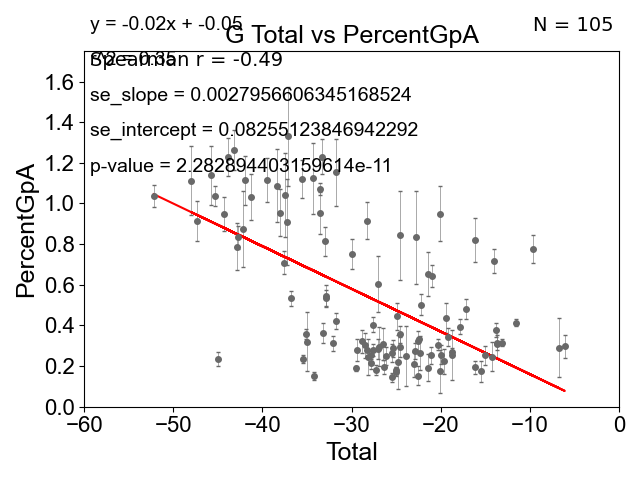 y = -0.02x + -0.05
N = 105
G Total vs PercentGpA
Spearman r = -0.49
se_slope = 0.0027956606345168524
se_intercept = 0.08255123846942292
p-value = 2.282894403159614e-11
PercentGpA
1.6
1.4
1.2
1.0
0.8
0.6
0.4
0.2
0.0
−60
−50
−40
−30
−20
−10
0
Total